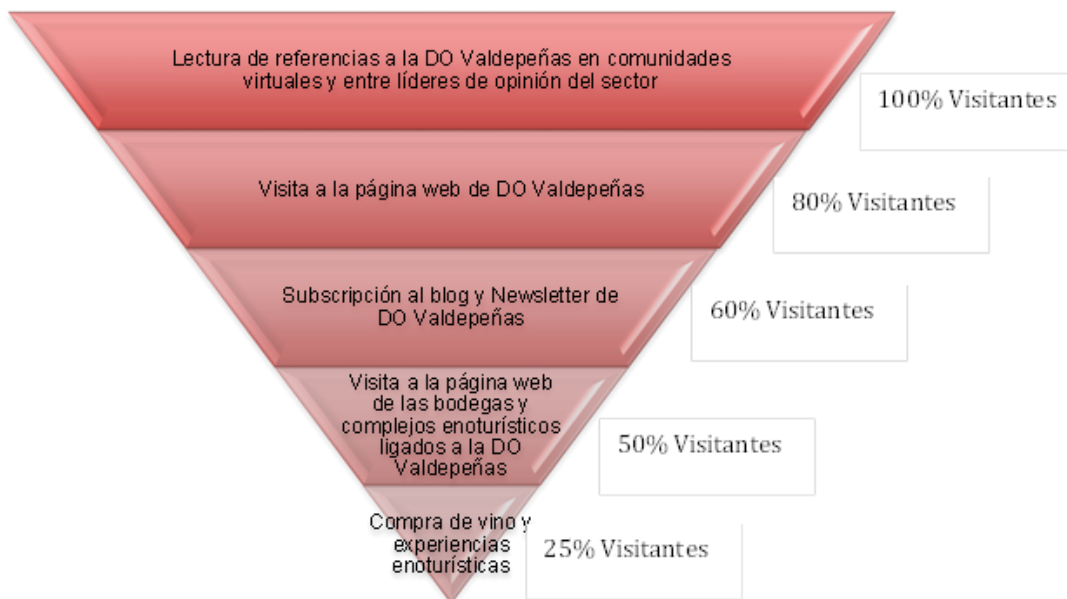 Lectura de referencias a la DO Valdepeñas en comunidades
virtuales y entre líderes de opinión del sector
100% Visitantes
Visita a la página web de DO Valdepeñas
80% Visitantes
Subscripción al blog y Newsletter de
DO Valdepeñas
60% Visitantes
Visita a la página web
de las bodegas y
complejos enoturísticos
ligados a la DO
Valdepeñas
50% Visitantes
Compra de vino y
experiencias
enoturísticas
25% Visitantes